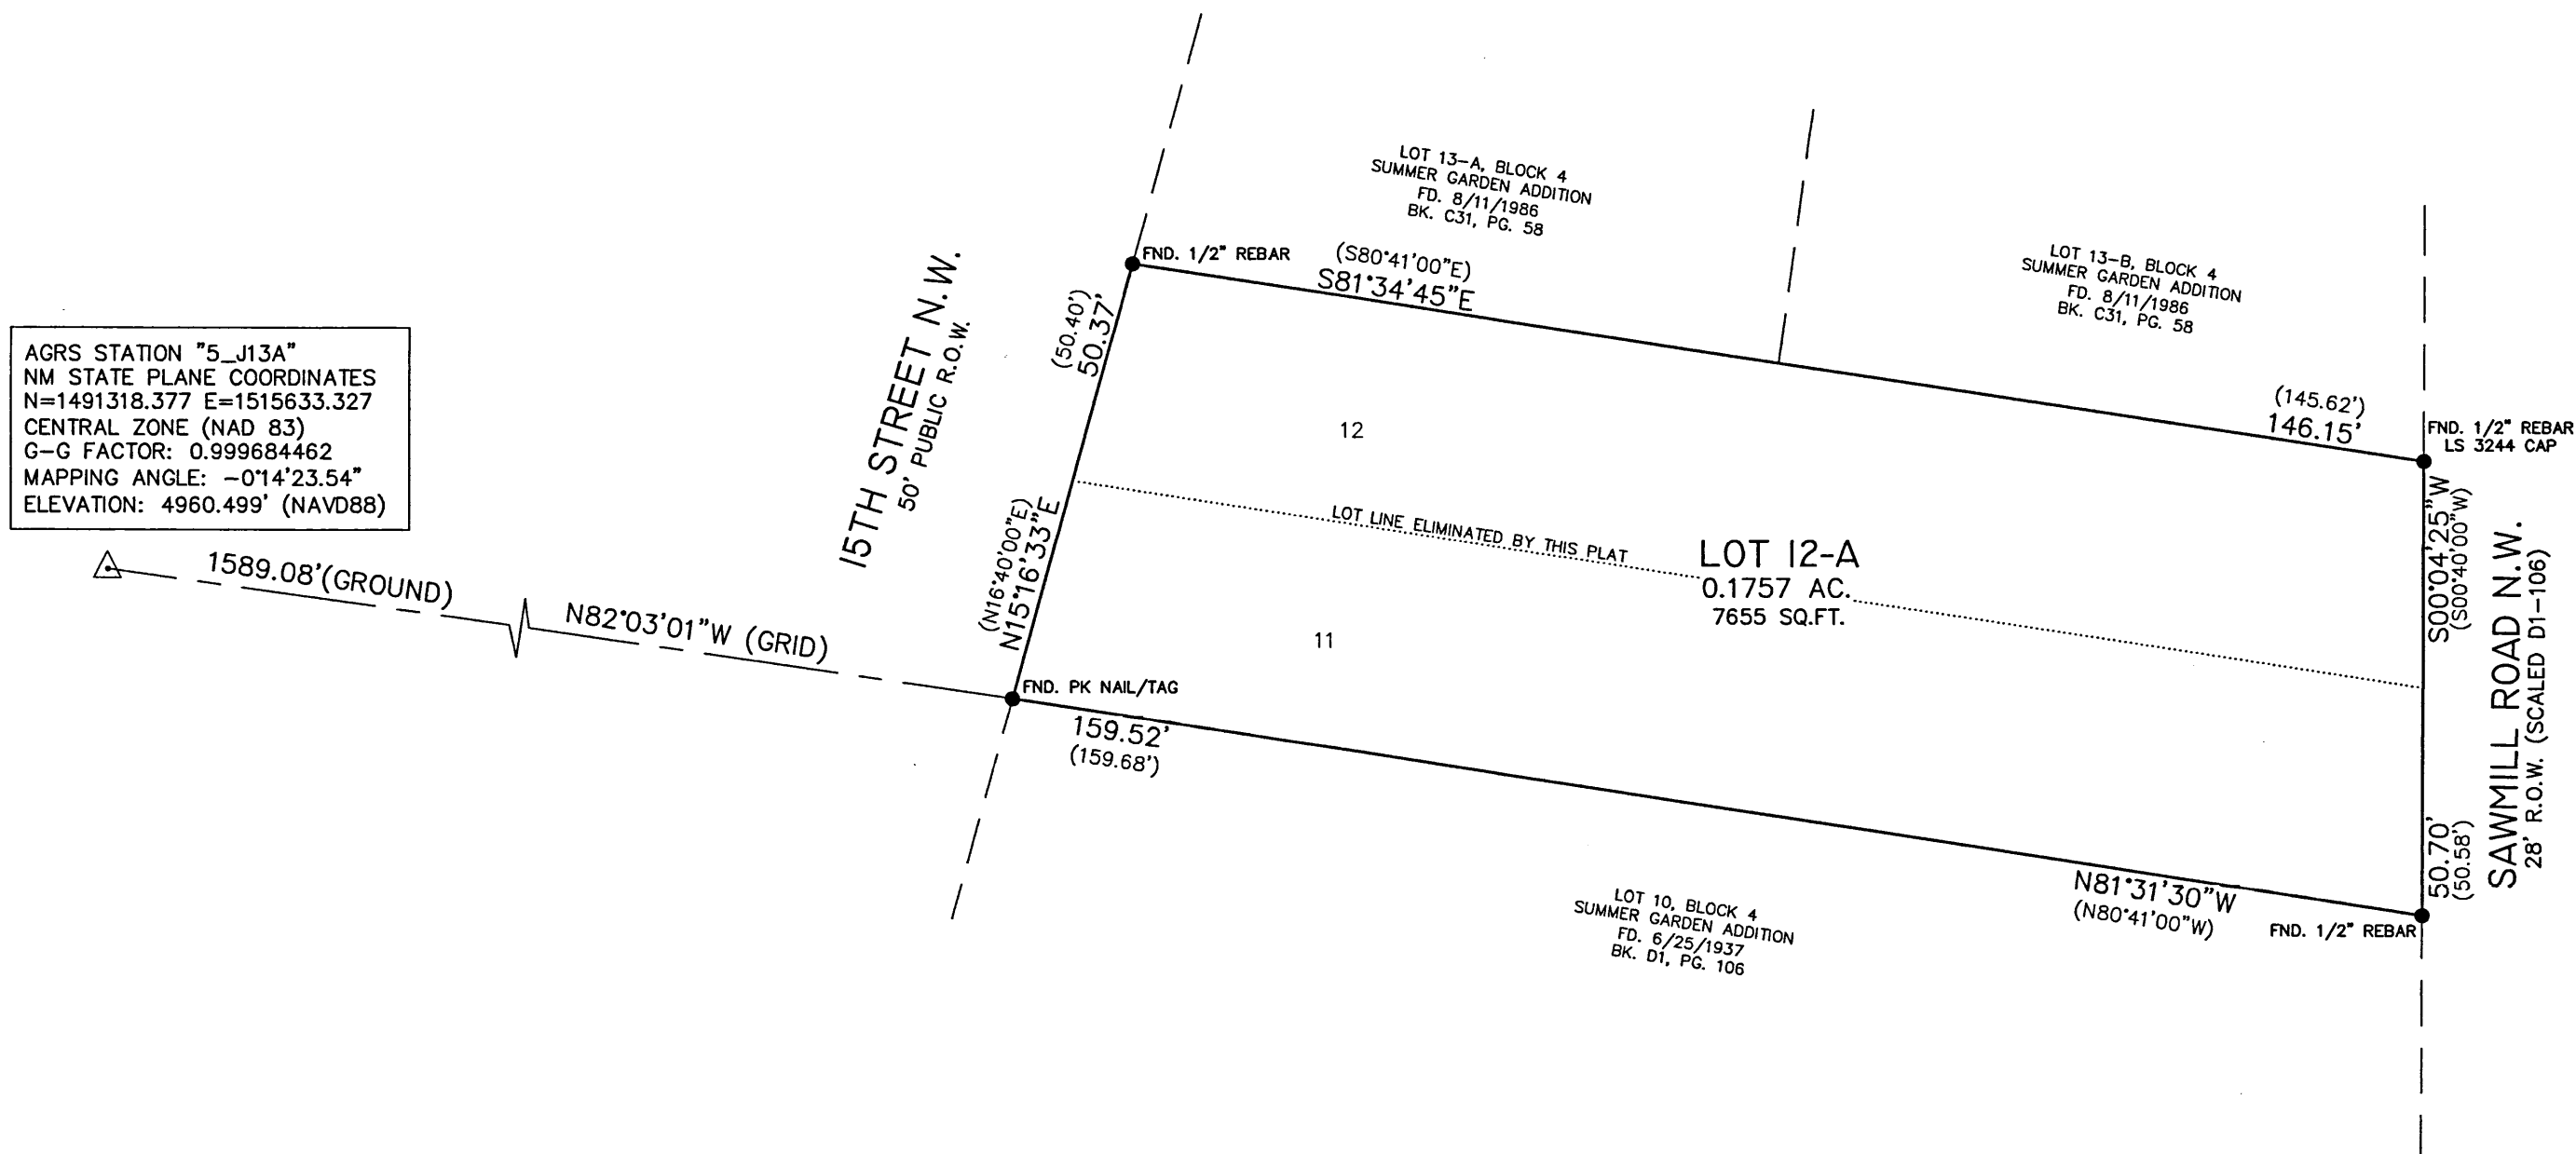 AGRS STATION "5_J13A"
NM STATE PLANE COORDINATES
N=1491318.377 E=1515633.327
CENTRAL ZONE (NAD 83)
G-G FACTOR: 0.999684462
MAPPING ANGLE: -0°14'23.54"
ELEVATION: 4960.499' (NAVD88)
1589.08'(GROUND)
N82°03'01"W (GRID)
15TH STREET N.W.
50' PUBLIC R.O.W.
(50.40')
50.37'
(N16°40'00"E)
N15°16'33"E
FND. 1/2" REBAR
LOT 13-A, BLOCK 4
SUMMER GARDEN ADDITION
FD. 8/11/1986
BK. C31, PG. 58
(S80°41'00"E)
S81°34'45"E
LOT 13-B, BLOCK 4
SUMMER GARDEN ADDITION
FD. 8/11/1986
BK. C31, PG. 58
(145.62')
146.15'
FND. 1/2" REBAR
LS 3244 CAP
12
LOT LINE ELIMINATED BY THIS PLAT
LOT 12-A
0.1757 AC.
7655 SQ.FT.
11
S00°04'25"W
(S00°40'00"W)
50.70'
(50.58')
SAWMILL ROAD N.W.
28' R.O.W. (SCALED D1-106)
FND. PK NAIL/TAG
159.52'
(159.68')
N81°31'30"W
(N80°41'00"W)
FND. 1/2" REBAR
LOT 10, BLOCK 4
SUMMER GARDEN ADDITION
FD. 6/25/1937
BK. D1, PG. 106